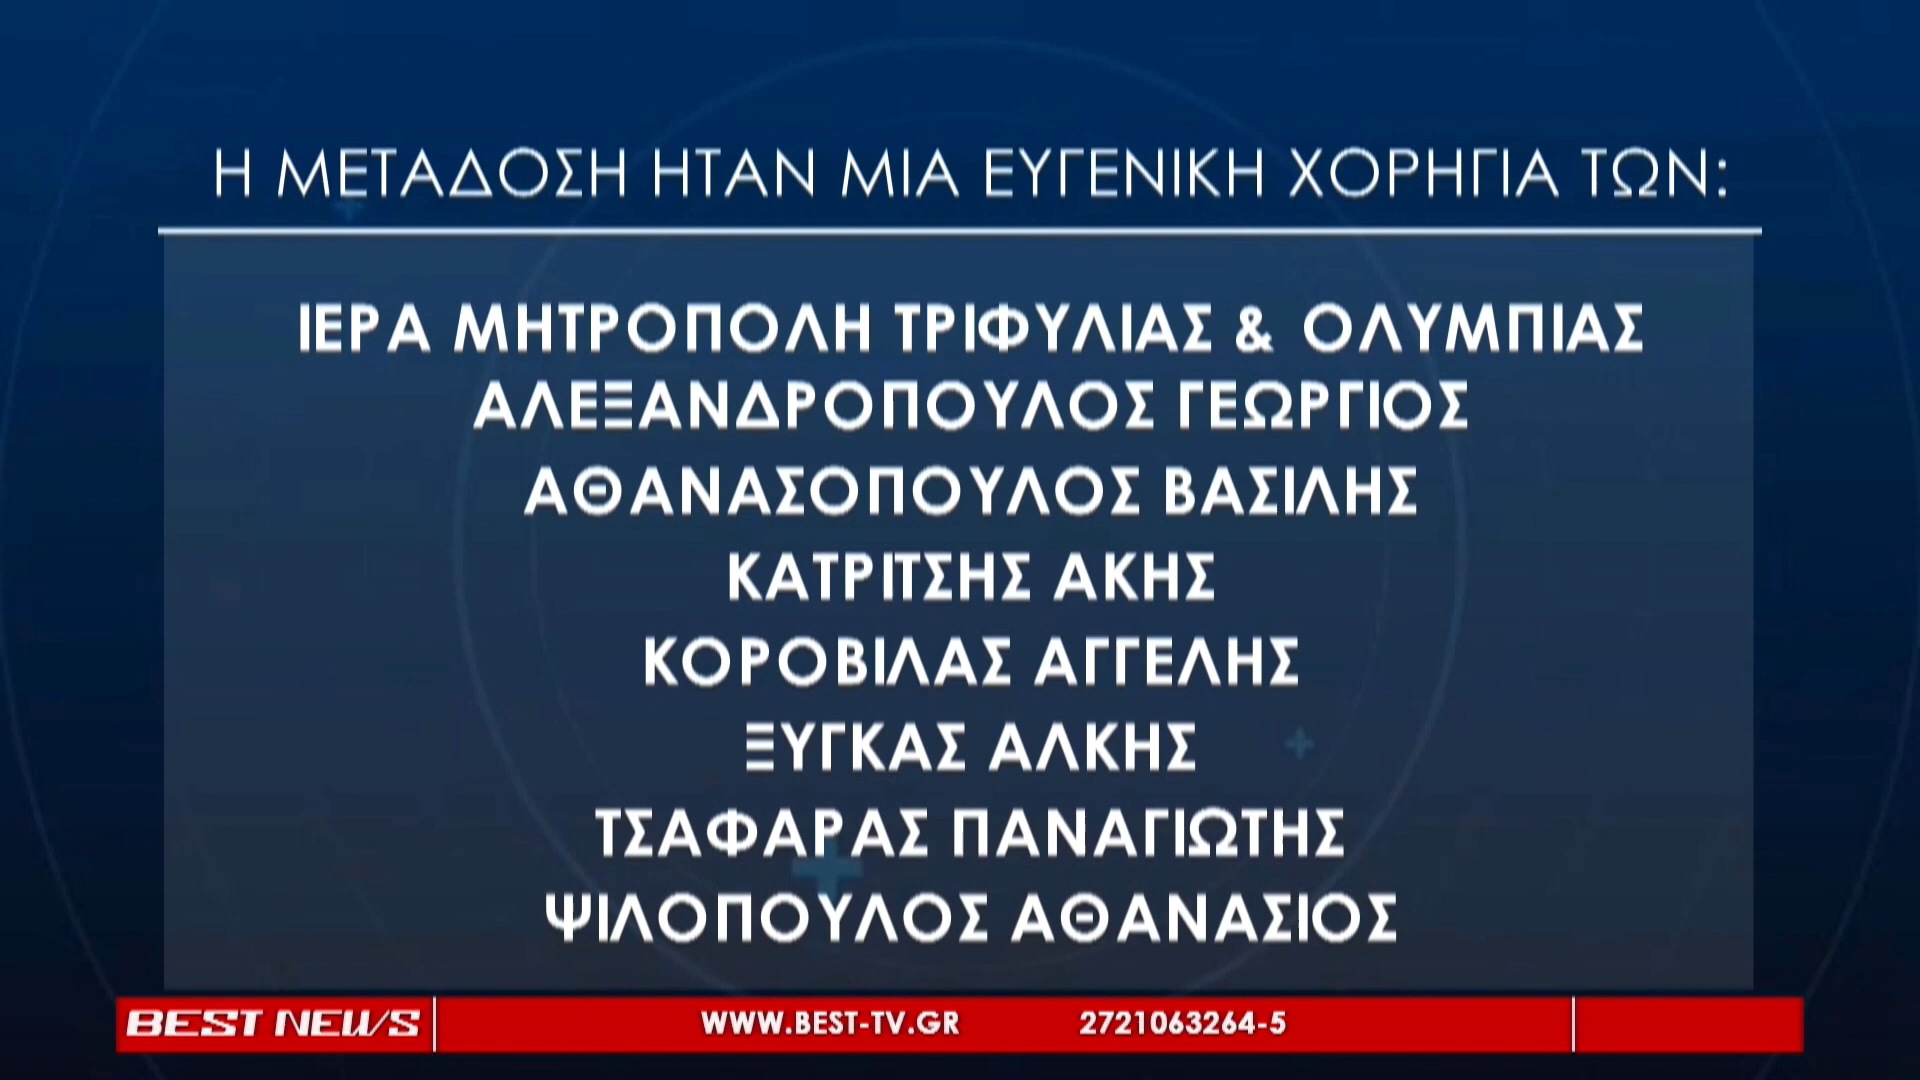 Η ΜΕΤΑΔΟΣΗ ΗΤΑΝ ΜΙΑ ΕΥΓΕΝΙΚΗ ΧΟΡΗΓΙΑ ΤΩΝ:
ΙΕΡΑ ΜΗΤΡΟΠΟΛΗ ΤΡΙΦΥΛΙΑΣ & ΟΛΥΜΠΙΑΣ
ΑΛΕΞΑΝΔΡΟΠΟΥΛΟΣ ΓΕΩΡΓΙΟΣ
ΑΘΑΝΑΣΟΠΟΥΛΟΣ ΒΑΣΙΛΗΣ
ΚΑΤΡΙΤΣΗΣ ΑΚΗΣ
ΚΟΡΟΒΙΛΑΣ ΑΓΓΕΛΗΣ
ΞΥΓΚΑΣ ΑΛΚΗΣ
ΤΣΑΦΑΡΑΣ ΠΑΝΑΓΙΩΤΗΣ
ΨΙΛΟΠΟΥΛΟΣ ΑΘΑΝΑΣΙΟΣ
BEST NEWS WWW.BEST-TV.GR 2721063264-5